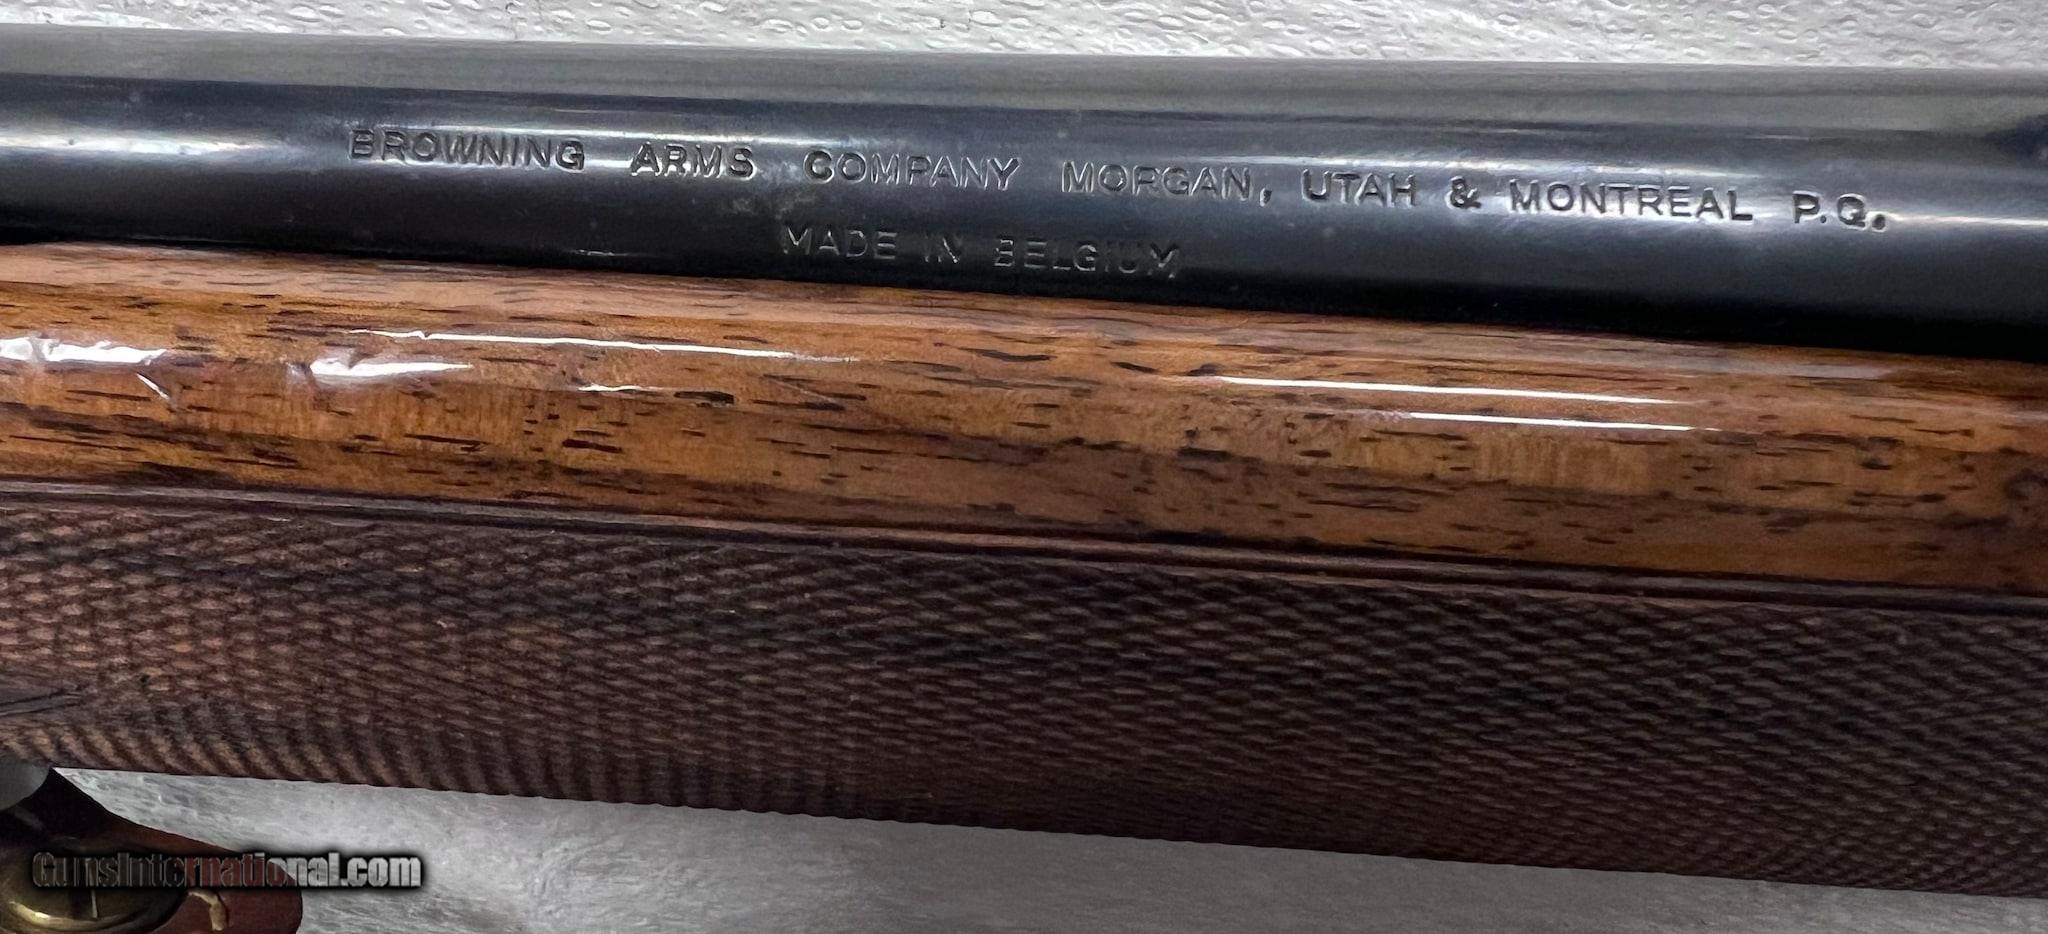 BROWNING ARMS COMPANY MORGAN, UTAH & MONTREAL P.Q.
MADE IN BELGIUM
GunsInternational.com